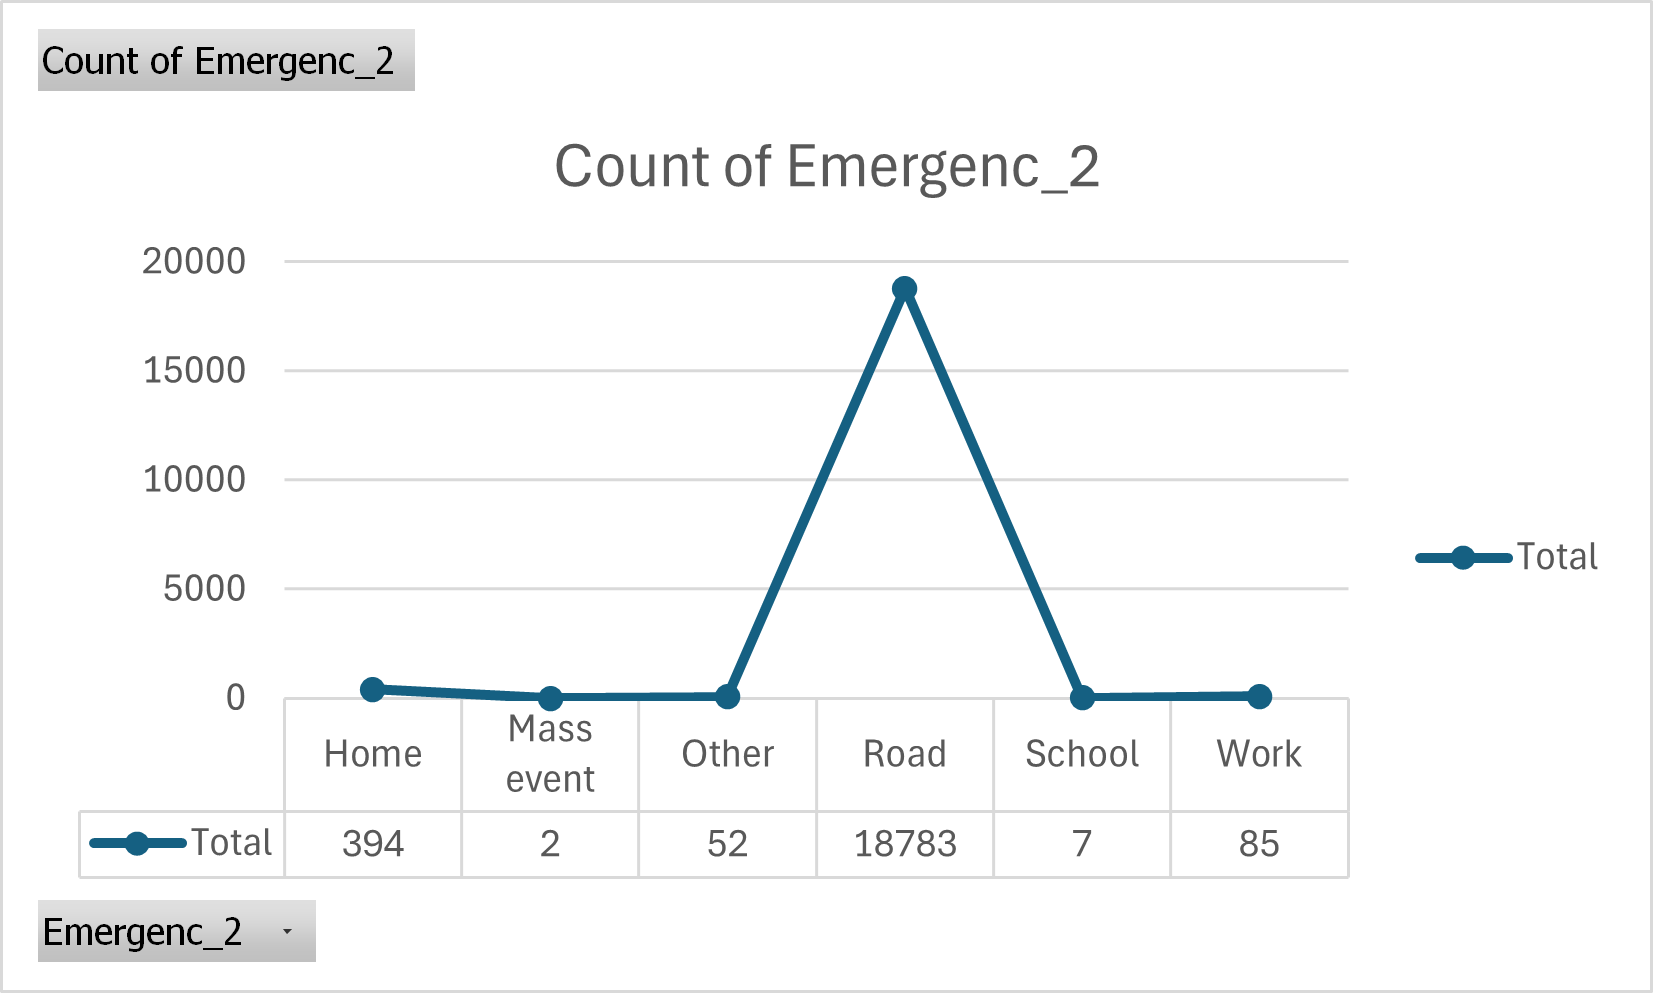 Count of Emergenc_2
Count of Emergenc_2
20000
15000
10000
5000
0
Total
Home Mass event Other Road School Work
Total 394 2 52 18783 7 85
Emergenc_2